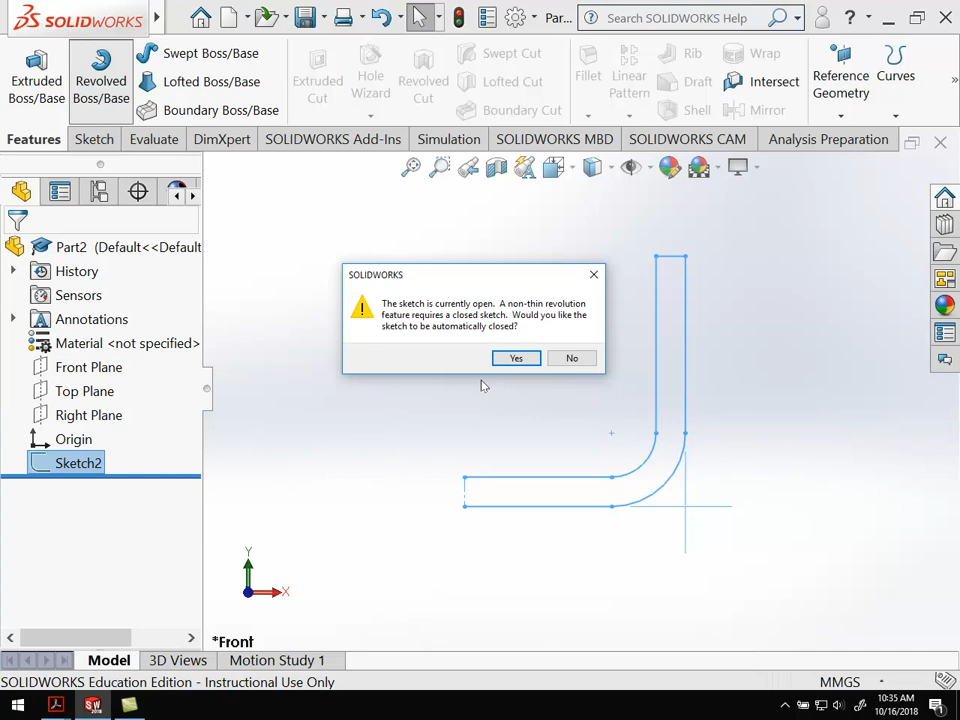 SOLIDWORKS
Par...
Search SOLIDWORKS Help
?
Extruded
Boss/Base
Revolved
Boss/Base
Swept Boss/Base
Lofted Boss/Base
Boundary Boss/Base
Extruded
Cut
Hole
Wizard
Revolved
Cut
Swept Cut
Lofted Cut
Boundary Cut
Fillet
Linear
Pattern
Rib
Draft
Shell
Wrap
Intersect
Mirror
Reference
Geometry
Curves
»
Features
Sketch
Evaluate
DimXpert
SOLIDWORKS Add-Ins
Simulation
SOLIDWORKS MBD
SOLIDWORKS CAM
Analysis Preparation
Part2 (Default<<Default
History
Sensors
Annotations
Material <not specified>
Front Plane
Top Plane
Right Plane
Origin
Sketch2
SOLIDWORKS
The sketch is currently open. A non-thin revolution
feature requires a closed sketch. Would you like the
sketch to be automatically closed?
Yes
No
Y
X
*Front
Model
3D Views
Motion Study 1
SOLIDWORKS Education Edition - Instructional Use Only
MMGS
10:35 AM
10/16/2018